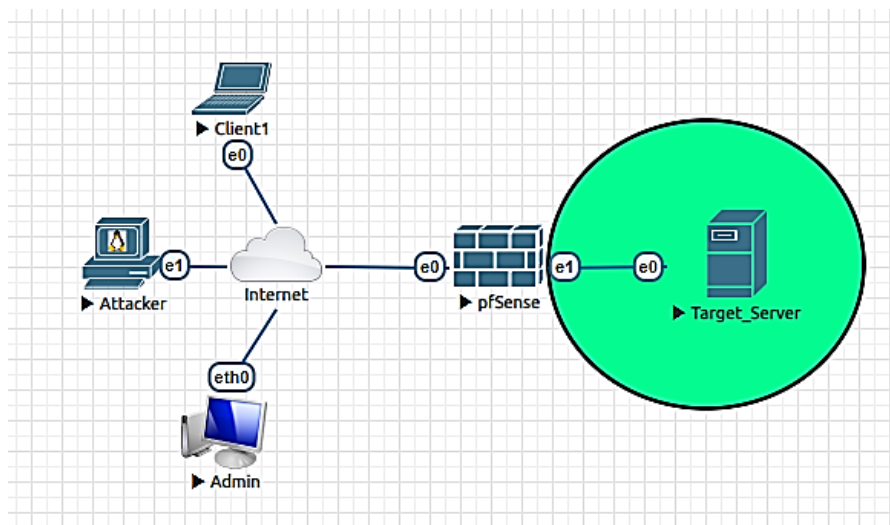 Client1
e0
e1
Attacker
Internet
e0
pfSense
e1
e0
Target_Server
eth0
Admin